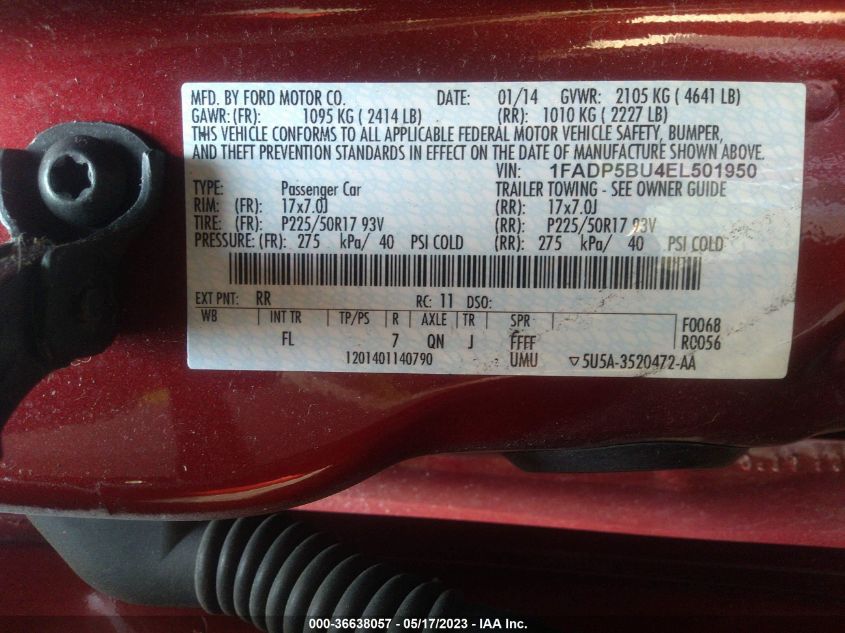 MFD. BY FORD MOTOR CO. DATE: 01/14 GVWR: 2105 KG ( 4641 LB)
GAWR: (FR): 1095 KG ( 2414 LB) (RR): 1010 KG ( 2227 LB)
THIS VEHICLE CONFORMS TO ALL APPLICABLE FEDERAL MOTOR VEHICLE SAFETY, BUMPER,
AND THEFT PREVENTION STANDARDS IN EFFECT ON THE DATE OF MANUFACTURE SHOWN ABOVE.
VIN: 1FADP5BU4EL501950
TYPE: Passenger Car TRAILER TOWING - SEE OWNER GUIDE
RIM: (FR): 17x7.0J (RR): 17x7.0J
TIRE: (FR): P225/50R17 93V (RR): P225/50R17 93V
PRESSURE: (FR): 275 kPa/ 40 PSI COLD (RR): 275 kPa/ 40 PSI COLD
EXT PNT: RR RC: 11 DSO:
WB INT TR TP/PS R AXLE TR SPR F0068
FL 7 QN J FFFF R0056
1201401140790 UMU ▽5U5A-3520472-AA
000-36638057 - 05/17/2023 - IAA Inc.